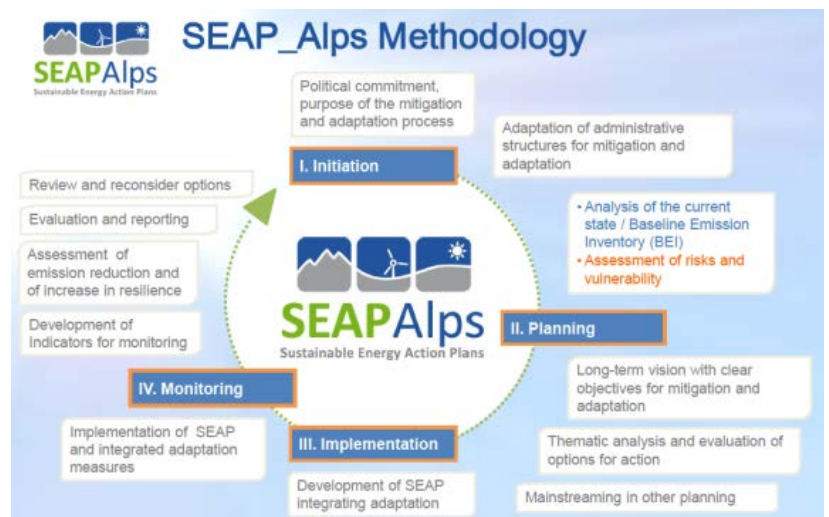 SEAP_Alps Methodology
SEAPAlps
Sustainable Energy Action Plans
Political commitment,
purpose of the mitigation
and adaptation process
I. Initiation
Adaptation of administrative
structures for mitigation and
adaptation
• Analysis of the current
state / Baseline Emission
Inventory (BEI)
• Assessment of risks and
vulnerability
II. Planning
Long-term vision with clear
objectives for mitigation and
adaptation
Thematic analysis and evaluation of
options for action
Mainstreaming in other planning
Development of SEAP
integrating adaptation
III. Implementation
Implementation of SEAP
and integrated adaptation
measures
IV. Monitoring
Development of
Indicators for monitoring
Assessment of
emission reduction and
of increase in resilience
Evaluation and reporting
Review and reconsider options
SEAPAlps
Sustainable Energy Action Plans